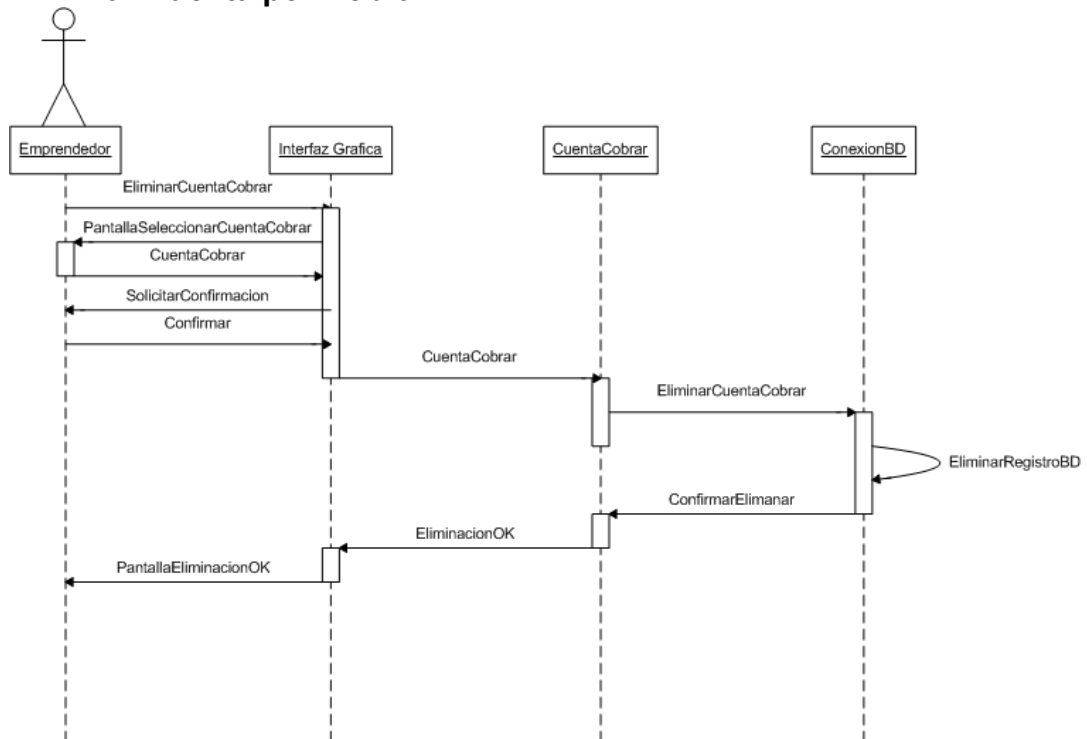 Emprendedor
Interfaz Grafica
CuentaCobrar
ConexionBD
EliminarCuentaCobrar
PantallaSeleccionarCuentaCobrar
CuentaCobrar
SolicitarConfirmacion
Confirmar
CuentaCobrar
EliminarCuentaCobrar
EliminarRegistroBD
ConfirmarElimanar
EliminacionOK
PantallaEliminacionOK